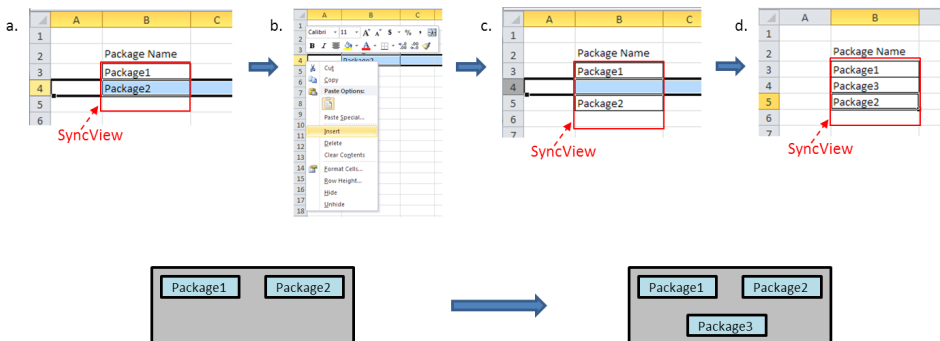 a.
A B C
1
2 Package Name
3 Package1
4 Package2
5
6
SyncView
b.
A B C
1
Calibri 11 A A $ % ,
2
B I A
3
4 Package2
5 Cut
6 Copy
7 Paste Options:
8
9 Paste Special...
10
11 Insert
12 Delete
13 Clear Contents
14 Format Cells...
15 Row Height...
16 Hide
17 Unhide
18
c.
A B C
1
2 Package Name
3 Package1
4
5 Package2
6
7
SyncView
d.
A B C
1
2 Package Name
3 Package1
4 Package3
5 Package2
6
7
SyncView
Package1 Package2
Package1 Package2
Package3